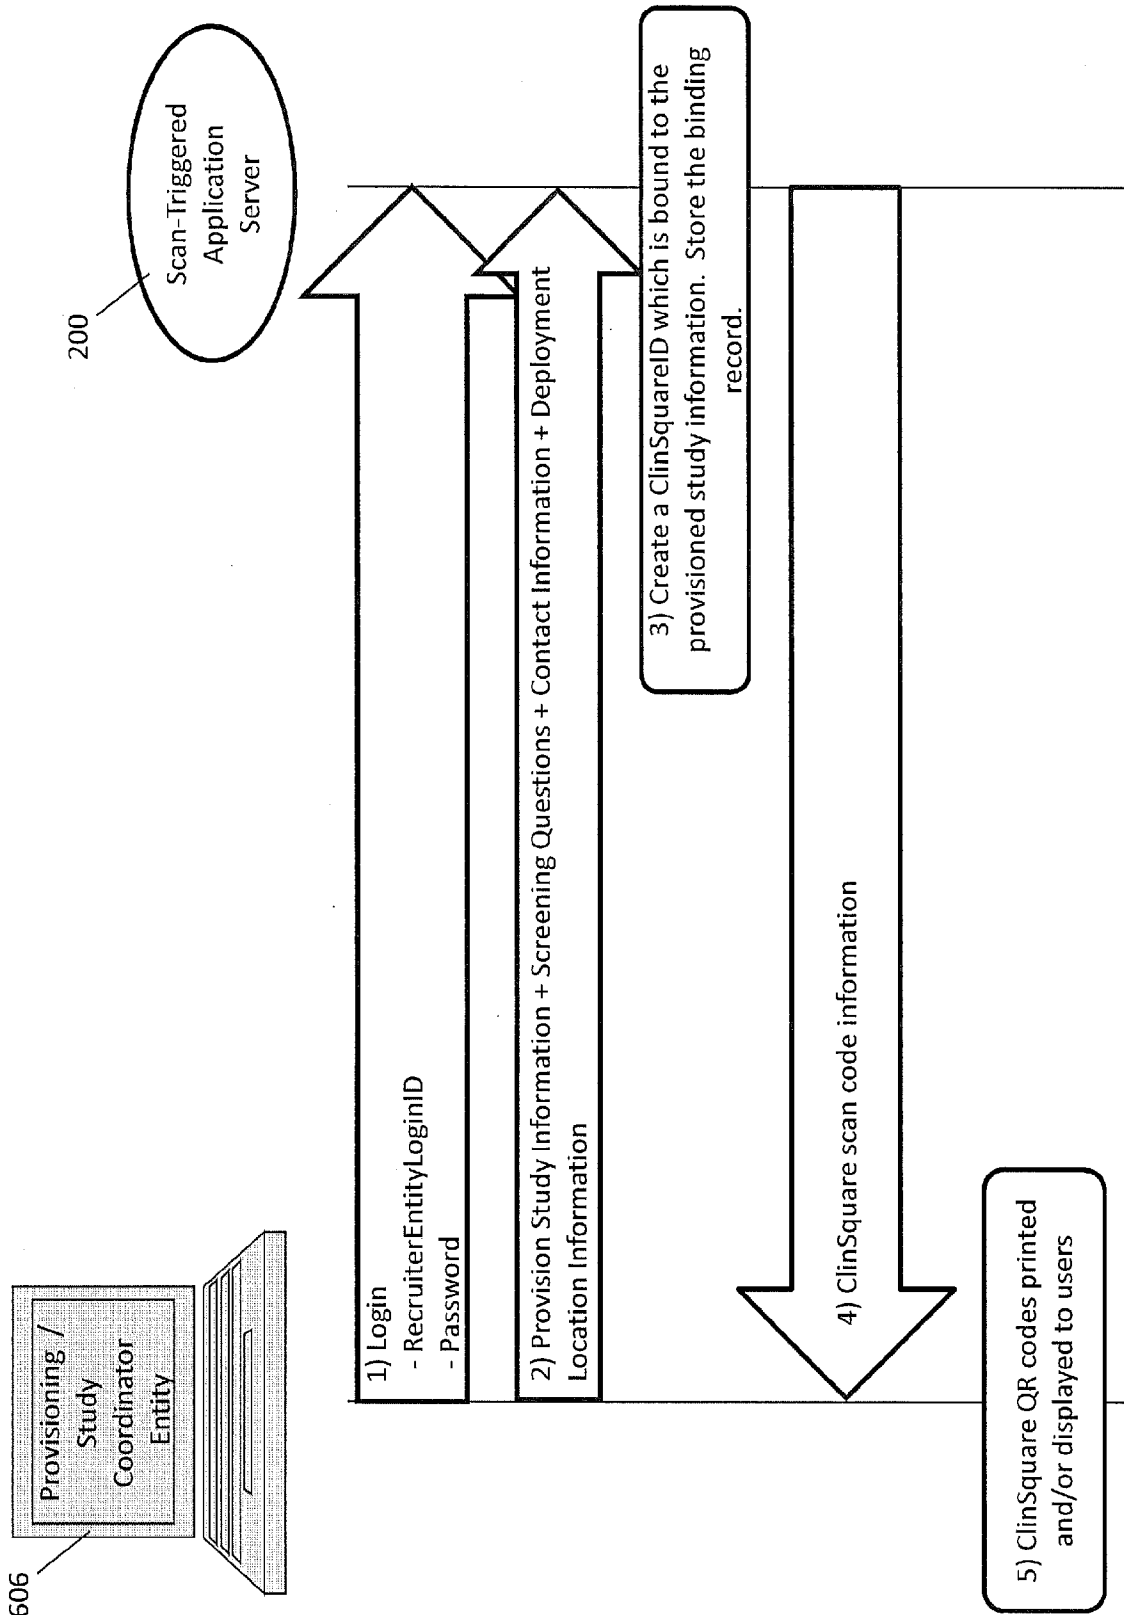 606
Provisioning /
Study
Coordinator
Entity
200
Scan-Triggered
Application
Server
1) Login
- RecruiterEntityLoginID
- Password
2) Provision Study Information + Screening Questions + Contact Information + Deployment
Location Information
3) Create a ClinSquareID which is bound to the
provisioned study information. Store the binding
record.
4) ClinSquare scan code information
5) ClinSquare QR codes printed
and/or displayed to users